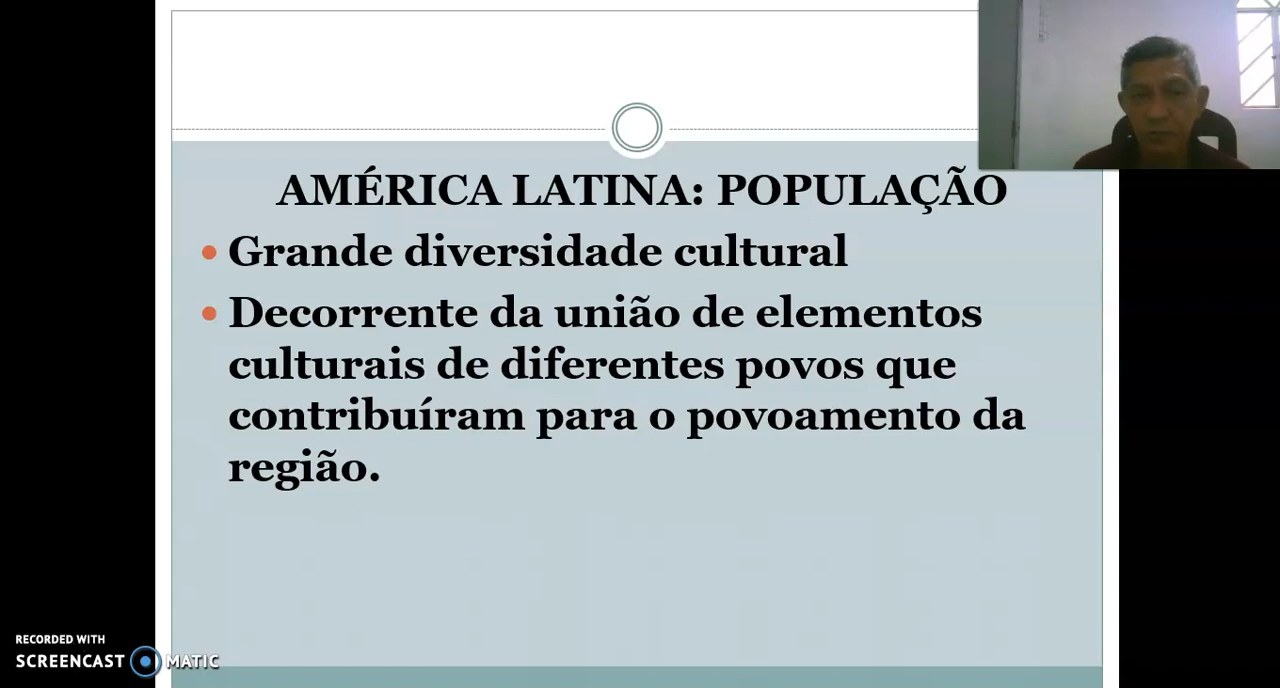 AMÉRICA LATINA: POPULAÇÃO
Grande diversidade cultural
Decorrente da união de elementos
culturais de diferentes povos que
contribuíram para o povoamento da
região.
RECORDED WITH
SCREENCAST MATIC